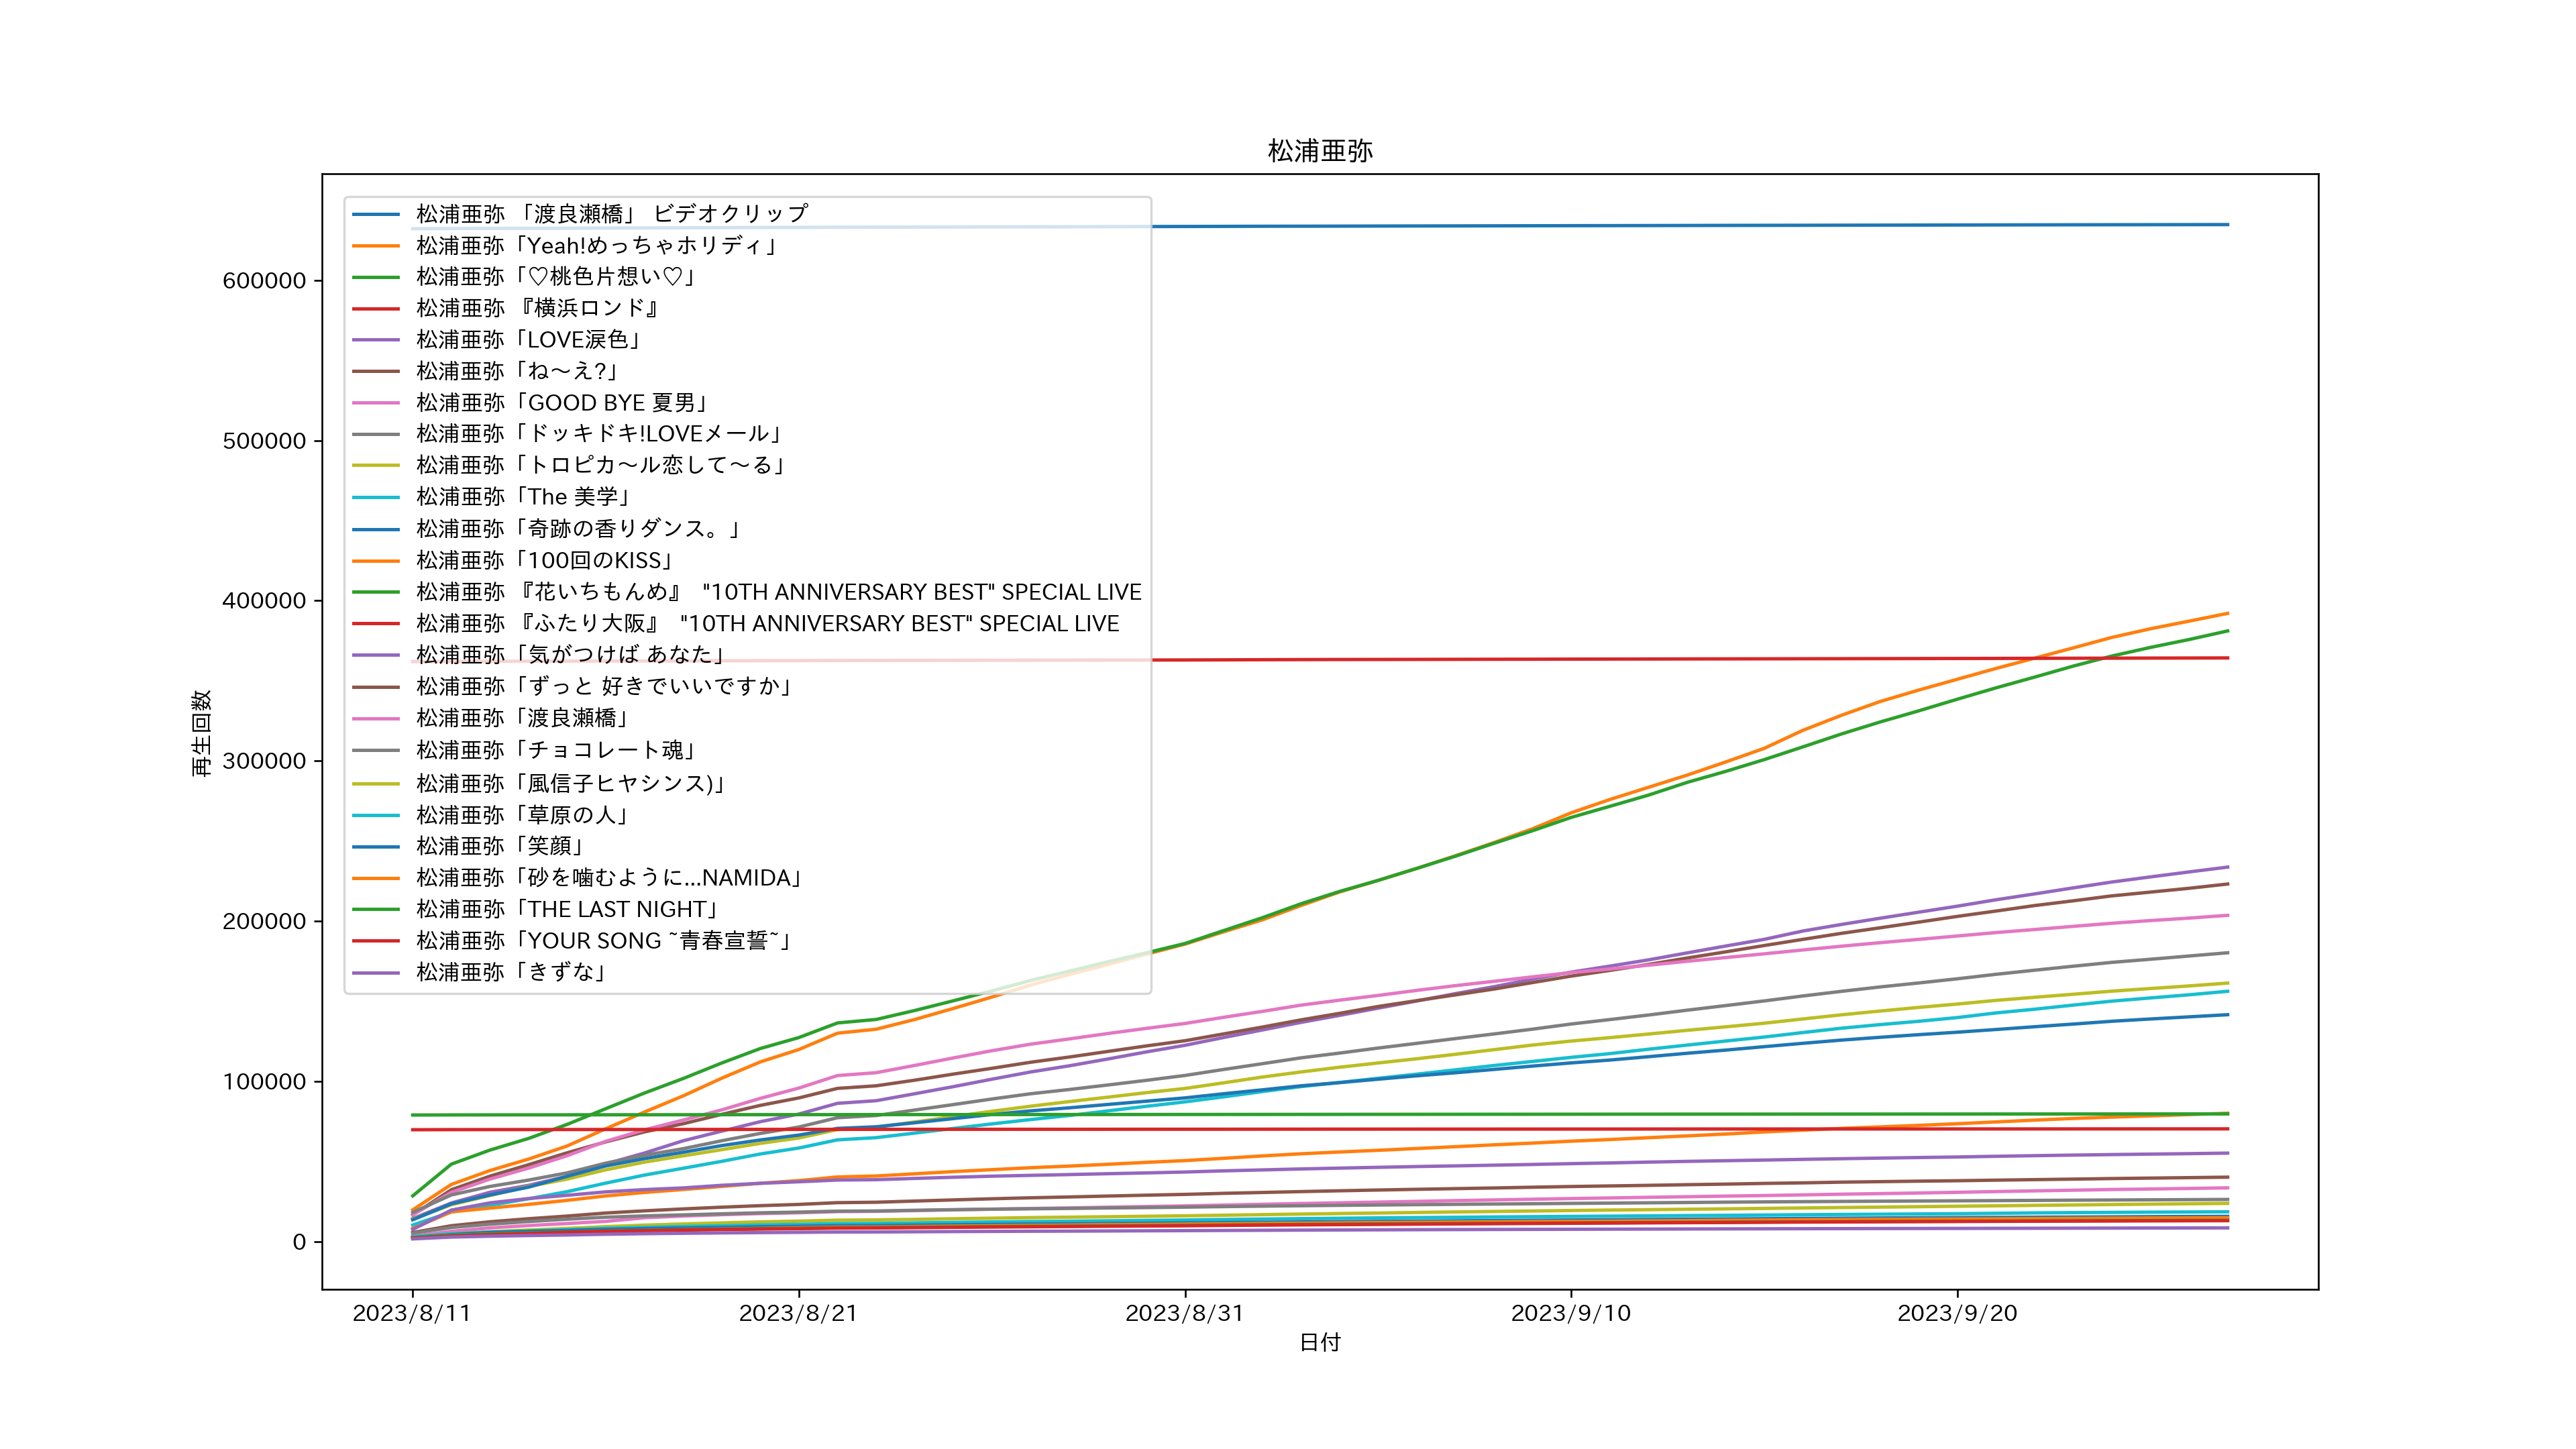 松浦亜弥
松浦亜弥 「渡良瀬橋」 ビデオクリップ
松浦亜弥「Yeah!めっちゃホリディ」
松浦亜弥「♡桃色片想い♡」
松浦亜弥 『横浜ロンド』
松浦亜弥「LOVE涙色」
松浦亜弥「ね～え?」
松浦亜弥「GOOD BYE 夏男」
松浦亜弥「ドッキドキ!LOVEメール」
松浦亜弥「トロピカ～ル恋して～る」
松浦亜弥「The 美学」
松浦亜弥「奇跡の香りダンス。」
松浦亜弥「100回のKISS」
松浦亜弥 『花いちもんめ』 "10TH ANNIVERSARY BEST" SPECIAL LIVE
松浦亜弥 『ふたり大阪』 "10TH ANNIVERSARY BEST" SPECIAL LIVE
松浦亜弥「気がつけば あなた」
松浦亜弥「ずっと 好きでいいですか」
松浦亜弥「渡良瀬橋」
松浦亜弥「チョコレート魂」
松浦亜弥「風信子ヒヤシンス)」
松浦亜弥「草原の人」
松浦亜弥「笑顔」
松浦亜弥「砂を噛むように…NAMIDA」
松浦亜弥「THE LAST NIGHT」
松浦亜弥「YOUR SONG ~青春宣誓~」
松浦亜弥「きずな」
600000
500000
400000
300000
200000
100000
0
再生回数
2023/8/11
2023/8/21
2023/8/31
2023/9/10
2023/9/20
日付